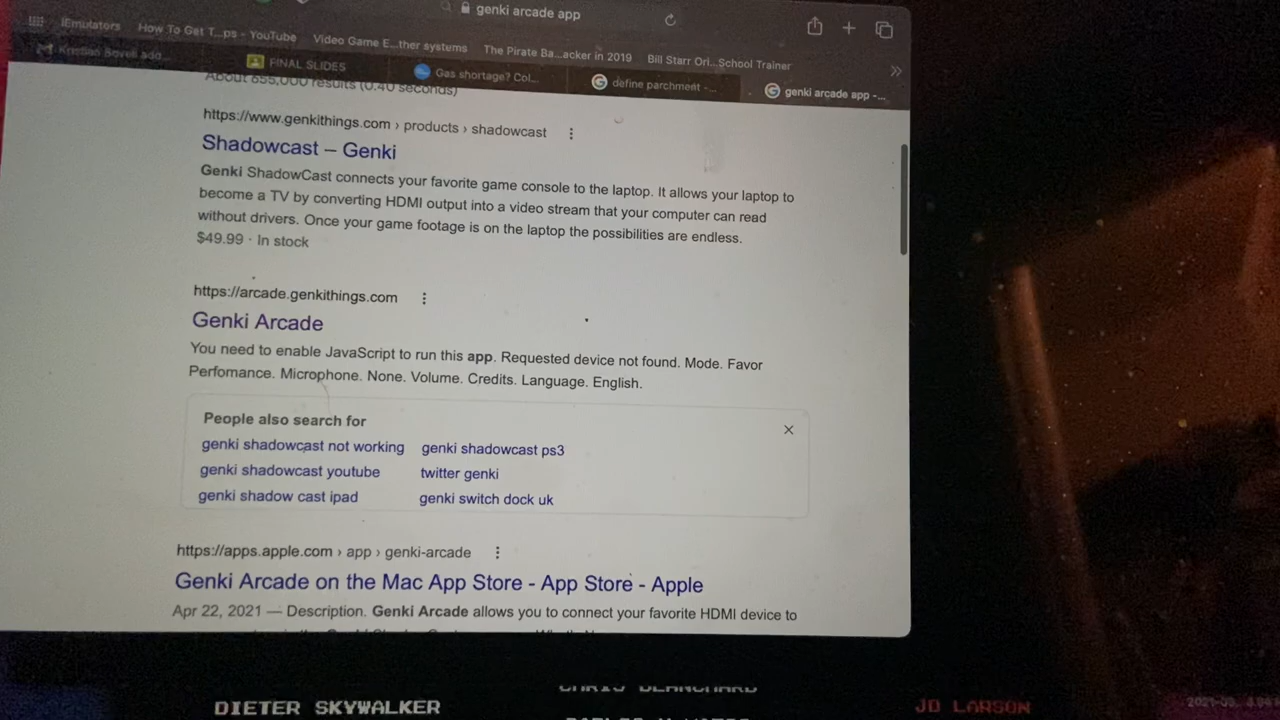 genki arcade app
iEmulators How To Get T...ps - YouTube Video Game E...ther systems The Pirate Ba...acker in 2019 Bill Starr Ori...School Trainer
FINAL SLIDES Gas shortage? Col... define parchment -... genki arcade app -...
About 655,000 results (0.40 seconds)
https://www.genkithings.com › products › shadowcast
Shadowcast – Genki
Genki ShadowCast connects your favorite game console to the laptop. It allows your laptop to
become a TV by converting HDMI output into a video stream that your computer can read
without drivers. Once your game footage is on the laptop the possibilities are endless.
$49.99 · In stock
https://arcade.genkithings.com
Genki Arcade
You need to enable JavaScript to run this app. Requested device not found. Mode. Favor
Perfomance. Microphone. None. Volume. Credits. Language. English.
People also search for
genki shadowcast not working genki shadowcast ps3
genki shadowcast youtube twitter genki
genki shadow cast ipad genki switch dock uk
https://apps.apple.com › app › genki-arcade
Genki Arcade on the Mac App Store - App Store - Apple
Apr 22, 2021 — Description. Genki Arcade allows you to connect your favorite HDMI device to
DIETER SKYWALKER
JD LARSON